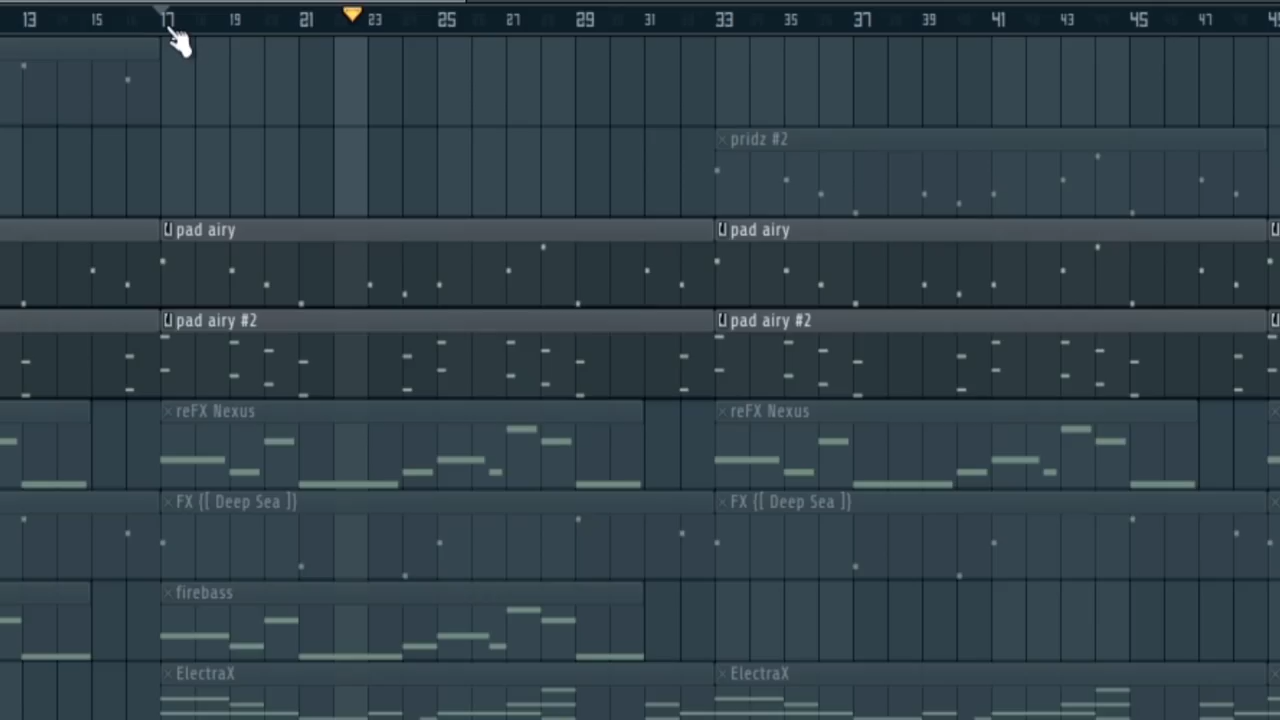 13 15 17 19 21 23 25 27 29 31 33 35 37 39 41 43 45 47
pridz #2
pad airy pad airy
pad airy #2 pad airy #2
reFX Nexus reFX Nexus
FX {[ Deep Sea ]} FX {[ Deep Sea ]}
firebass
ElectraX ElectraX